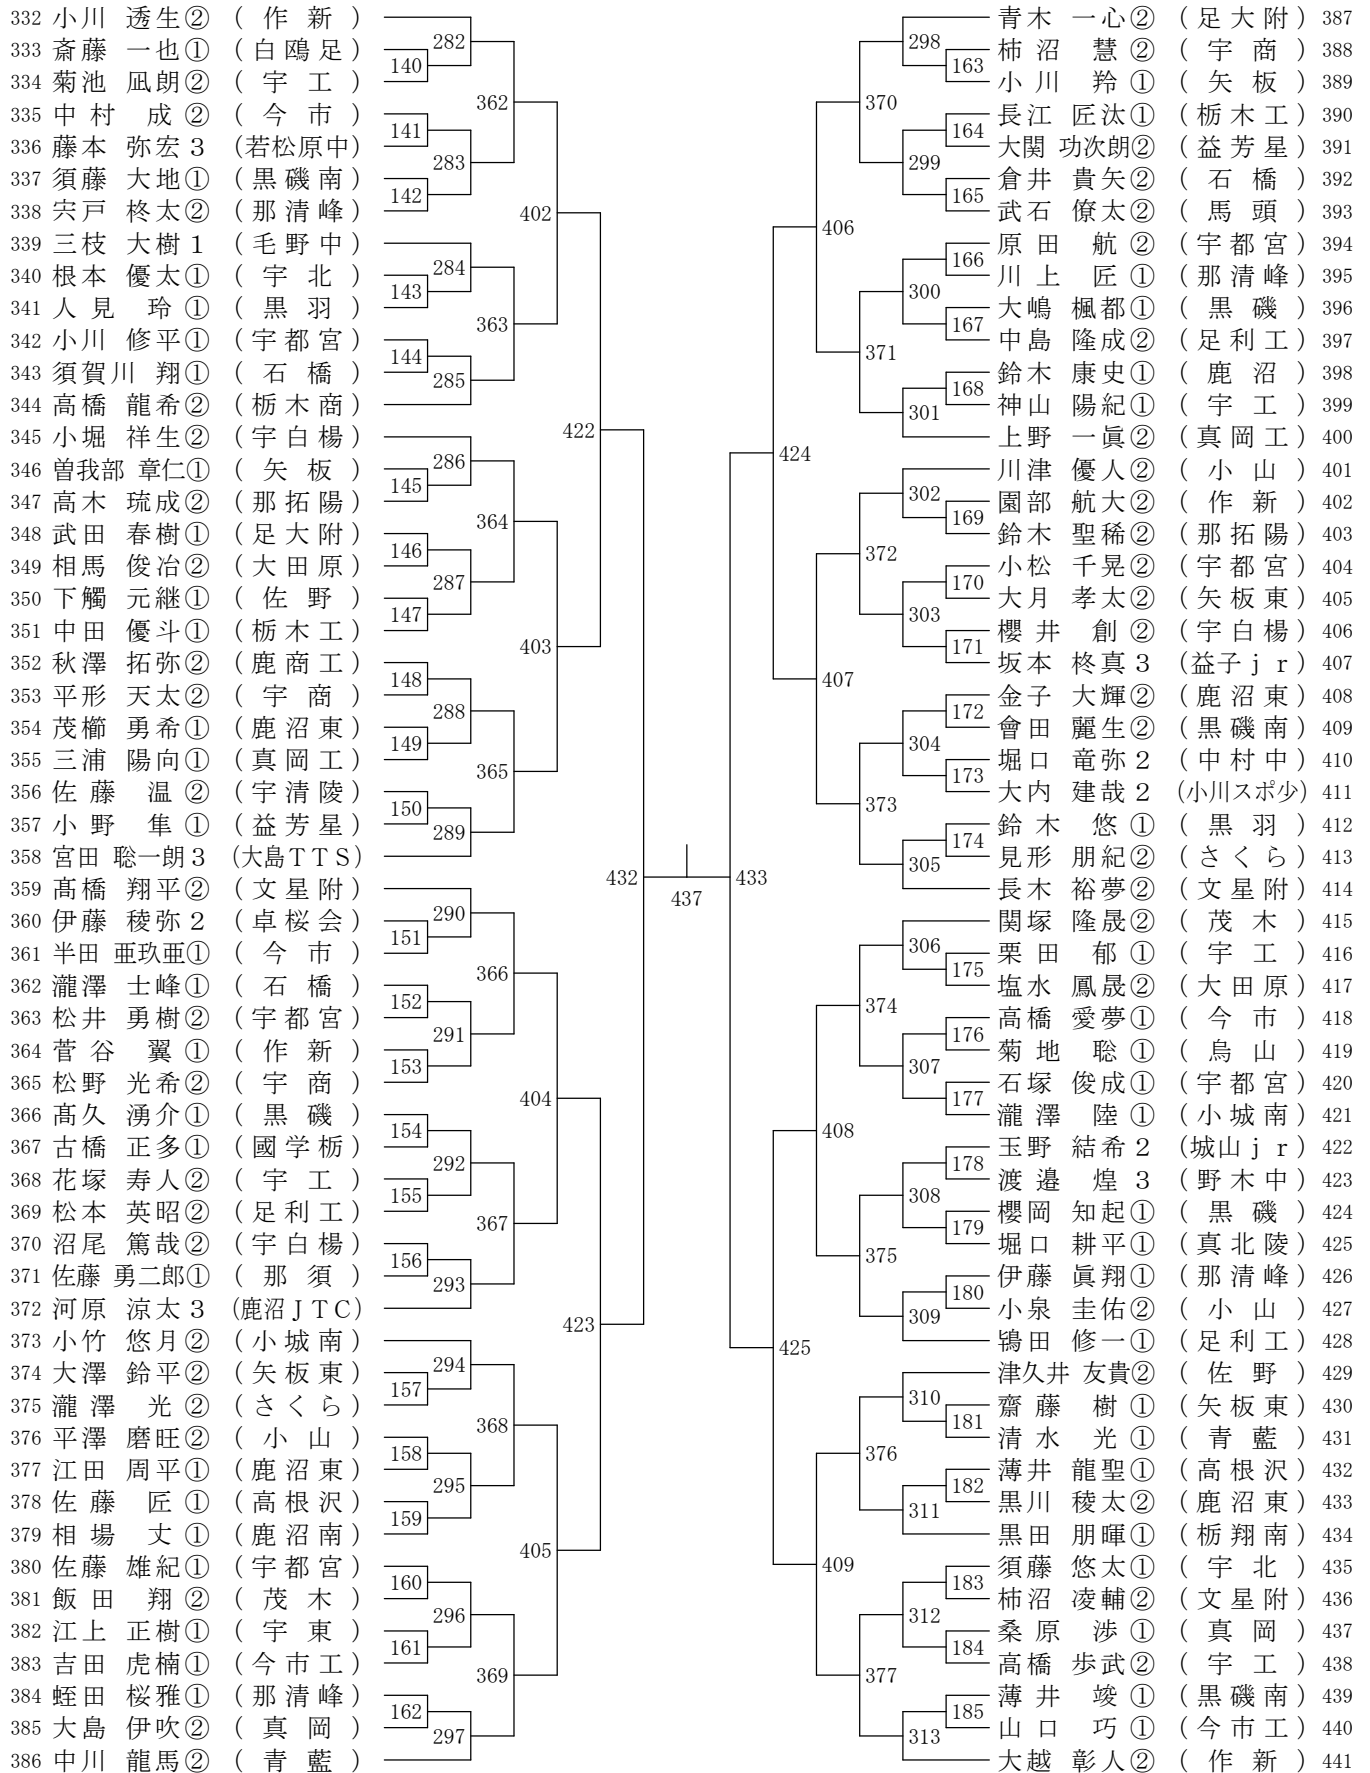 332 小川 透生② (作新)
333 斎藤 一也① (白鴎足)
334 菊池 凪朗② (宇工)
335 中村 成② (今市)
336 藤本 弥宏3 (若松原中)
337 須藤 大地① (黒磯南)
338 宍戸 柊太② (那清峰)
339 三枝 大樹1 (毛野中)
340 根本 優太① (宇北)
341 人見 玲① (黒羽)
342 小川 修平① (宇都宮)
343 須賀川 翔① (石橋)
344 高橋 龍希② (栃木商)
345 小堀 祥生② (宇白楊)
346 曽我部 章仁① (矢板)
347 高木 琉成② (那拓陽)
348 武田 春樹① (足大附)
349 相馬 俊冶② (大田原)
350 下觸 元継① (佐野)
351 中田 優斗① (栃木工)
352 秋澤 拓弥② (鹿商工)
353 平形 天太② (宇商)
354 茂櫛 勇希① (鹿沼東)
355 三浦 陽向① (真岡工)
356 佐藤 温② (宇清陵)
357 小野 隼① (益芳星)
358 宮田 聡一朗3 (大島TTS)
359 髙橋 翔平② (文星附)
360 伊藤 稜弥2 (卓桜会)
361 半田 亜玖亜① (今市)
362 瀧澤 士峰① (石橋)
363 松井 勇樹② (宇都宮)
364 菅谷 翼① (作新)
365 松野 光希② (宇商)
366 髙久 湧介① (黒磯)
367 古橋 正多① (國学栃)
368 花塚 寿人② (宇工)
369 松本 英昭② (足利工)
370 沼尾 篤哉② (宇白楊)
371 佐藤 勇二郎① (那須)
372 河原 涼太3 (鹿沼JTC)
373 小竹 悠月② (小城南)
374 大澤 鈴平② (矢板東)
375 瀧澤 光② (さくら)
376 平澤 磨旺② (小山)
377 江田 周平① (鹿沼東)
378 佐藤 匠① (高根沢)
379 相場 丈① (鹿沼南)
380 佐藤 雄紀① (宇都宮)
381 飯田 翔② (茂木)
382 江上 正樹① (宇東)
383 吉田 虎楠① (今市工)
384 蛭田 桜雅① (那清峰)
385 大島 伊吹② (真岡)
386 中川 龍馬② (青藍)
140
141
142
143
144
145
146
147
148
149
150
151
152
153
154
155
156
157
158
159
160
161
162
282
283
284
285
286
287
288
289
290
291
292
293
294
295
296
297
362
363
364
365
366
367
368
369
402
403
404
405
422
423
432
437
433
424
425
406
407
408
409
370
371
372
373
374
375
376
377
298
299
300
301
302
303
304
305
306
307
308
309
310
311
312
313
163
164
165
166
167
168
169
170
171
172
173
174
175
176
177
178
179
180
181
182
183
184
185
青木 一心② (足大附) 387
柿沼 慧② (宇商) 388
小川 羚① (矢板) 389
長江 匠汰① (栃木工) 390
大関 功次朗② (益芳星) 391
倉井 貴矢② (石橋) 392
武石 僚太② (馬頭) 393
原田 航② (宇都宮) 394
川上 匠① (那清峰) 395
大嶋 楓都① (黒磯) 396
中島 隆成② (足利工) 397
鈴木 康史① (鹿沼) 398
神山 陽紀① (宇工) 399
上野 一眞② (真岡工) 400
川津 優人② (小山) 401
園部 航大② (作新) 402
鈴木 聖稀② (那拓陽) 403
小松 千晃② (宇都宮) 404
大月 孝太② (矢板東) 405
櫻井 創② (宇白楊) 406
坂本 柊真3 (益子jr) 407
金子 大輝② (鹿沼東) 408
會田 麗生② (黒磯南) 409
堀口 竜弥2 (中村中) 410
大内 建哉2 (小川スポ少) 411
鈴木 悠① (黒羽) 412
見形 朋紀② (さくら) 413
長木 裕夢② (文星附) 414
関塚 隆晟② (茂木) 415
栗田 郁① (宇工) 416
塩水 鳳晟② (大田原) 417
高橋 愛夢① (今市) 418
菊地 聡① (烏山) 419
石塚 俊成① (宇都宮) 420
瀧澤 陸① (小城南) 421
玉野 結希2 (城山jr) 422
渡邉 煌3 (野木中) 423
櫻岡 知起① (黒磯) 424
堀口 耕平① (真北陵) 425
伊藤 眞翔① (那清峰) 426
小泉 圭佑② (小山) 427
鴇田 修一① (足利工) 428
津久井 友貴② (佐野) 429
齋藤 樹① (矢板東) 430
清水 光① (青藍) 431
薄井 龍聖① (高根沢) 432
黒川 稜太② (鹿沼東) 433
黒田 朋暉① (栃翔南) 434
須藤 悠太① (宇北) 435
柿沼 凌輔② (文星附) 436
桑原 渉① (真岡) 437
高橋 歩武② (宇工) 438
薄井 竣① (黒磯南) 439
山口 巧① (今市工) 440
大越 彰人② (作新) 441